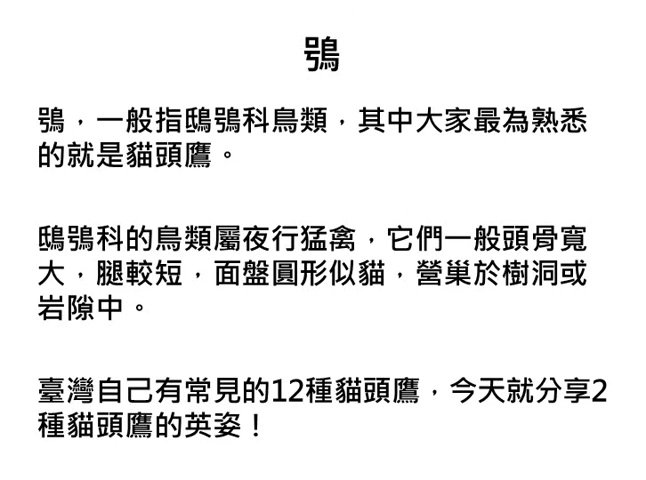 鴞
鴞，一般指鴟鴞科鳥類，其中大家最為熟悉
的就是貓頭鷹。
鴟鴞科的鳥類屬夜行猛禽，它們一般頭骨寬
大，腿較短，面盤圓形似貓，營巢於樹洞或
岩隙中。
臺灣自己有常見的12種貓頭鷹，今天就分享2
種貓頭鷹的英姿！